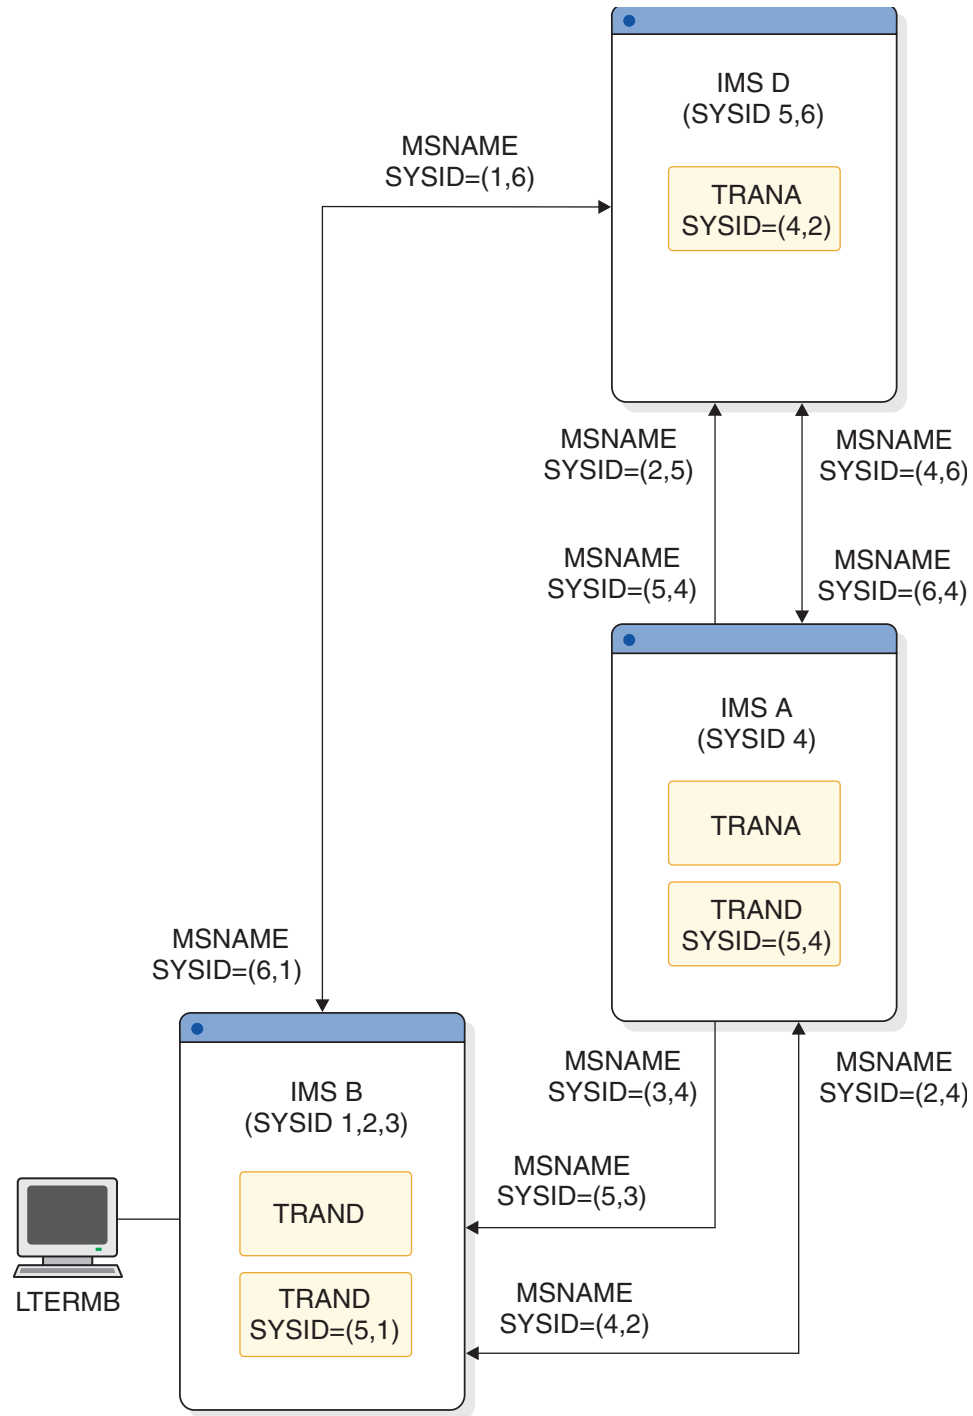 IMS D
(SYSID 5,6)
MSNAME
SYSID=(1,6)
TRANA
SYSID=(4,2)
MSNAME
SYSID=(2,5)
MSNAME
SYSID=(4,6)
MSNAME
SYSID=(5,4)
MSNAME
SYSID=(6,4)
IMS A
(SYSID 4)
TRANA
TRAND
SYSID=(5,4)
MSNAME
SYSID=(6,1)
MSNAME
SYSID=(3,4)
MSNAME
SYSID=(2,4)
IMS B
(SYSID 1,2,3)
MSNAME
SYSID=(5,3)
TRAND
MSNAME
SYSID=(4,2)
TRAND
SYSID=(5,1)
LTERMB